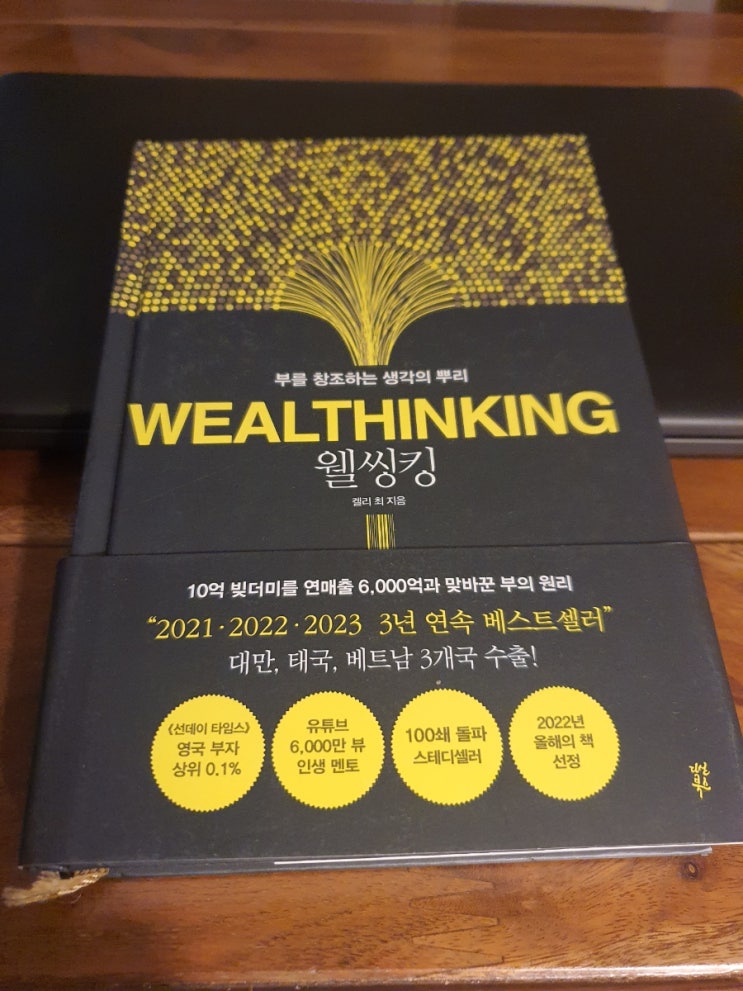 부를 창조하는 생각의 뿌리
WEALTHINKING
웰씽킹
켈리 최 지음
10억 빚더미를 연매출 6,000억과 맞바꾼 부의 원리
“2021·2022·2023 3년 연속 베스트셀러”
대만, 태국, 베트남 3개국 수출!
《선데이 타임스》
영국 부자
상위 0.1%
유튜브
6,000만 뷰
인생 멘토
100쇄 돌파
스테디셀러
2022년
올해의 책
선정
다산
북스